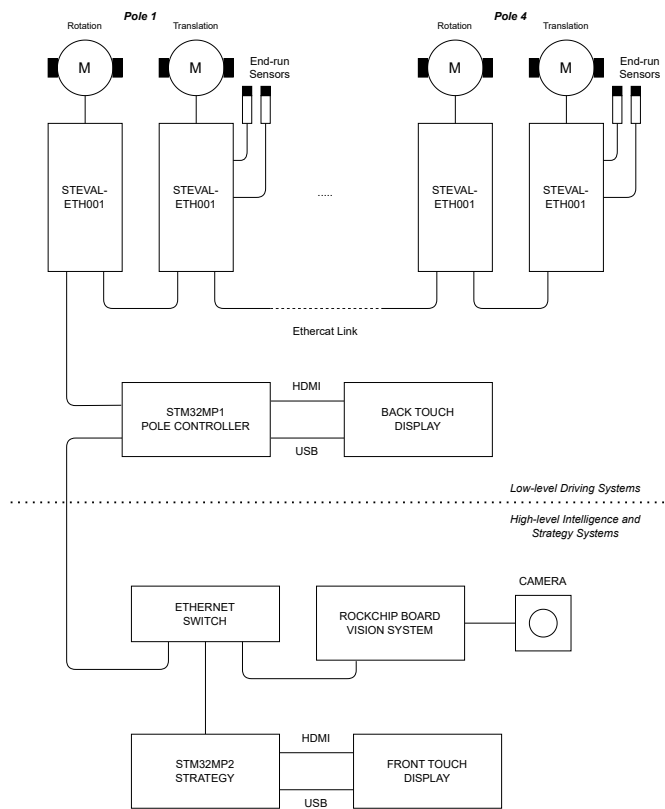 Pole 1
Pole 4
Rotation
Translation
Rotation
Translation
M
M
End-run
Sensors
M
M
End-run
Sensors
STEVAL-
ETH001
STEVAL-
ETH001
.....
STEVAL-
ETH001
STEVAL-
ETH001
Ethercat Link
STM32MP1
POLE CONTROLLER
HDMI
USB
BACK TOUCH
DISPLAY
Low-level Driving Systems
High-level Intelligence and
Strategy Systems
ETHERNET
SWITCH
ROCKCHIP BOARD
VISION SYSTEM
CAMERA
STM32MP2
STRATEGY
HDMI
USB
FRONT TOUCH
DISPLAY